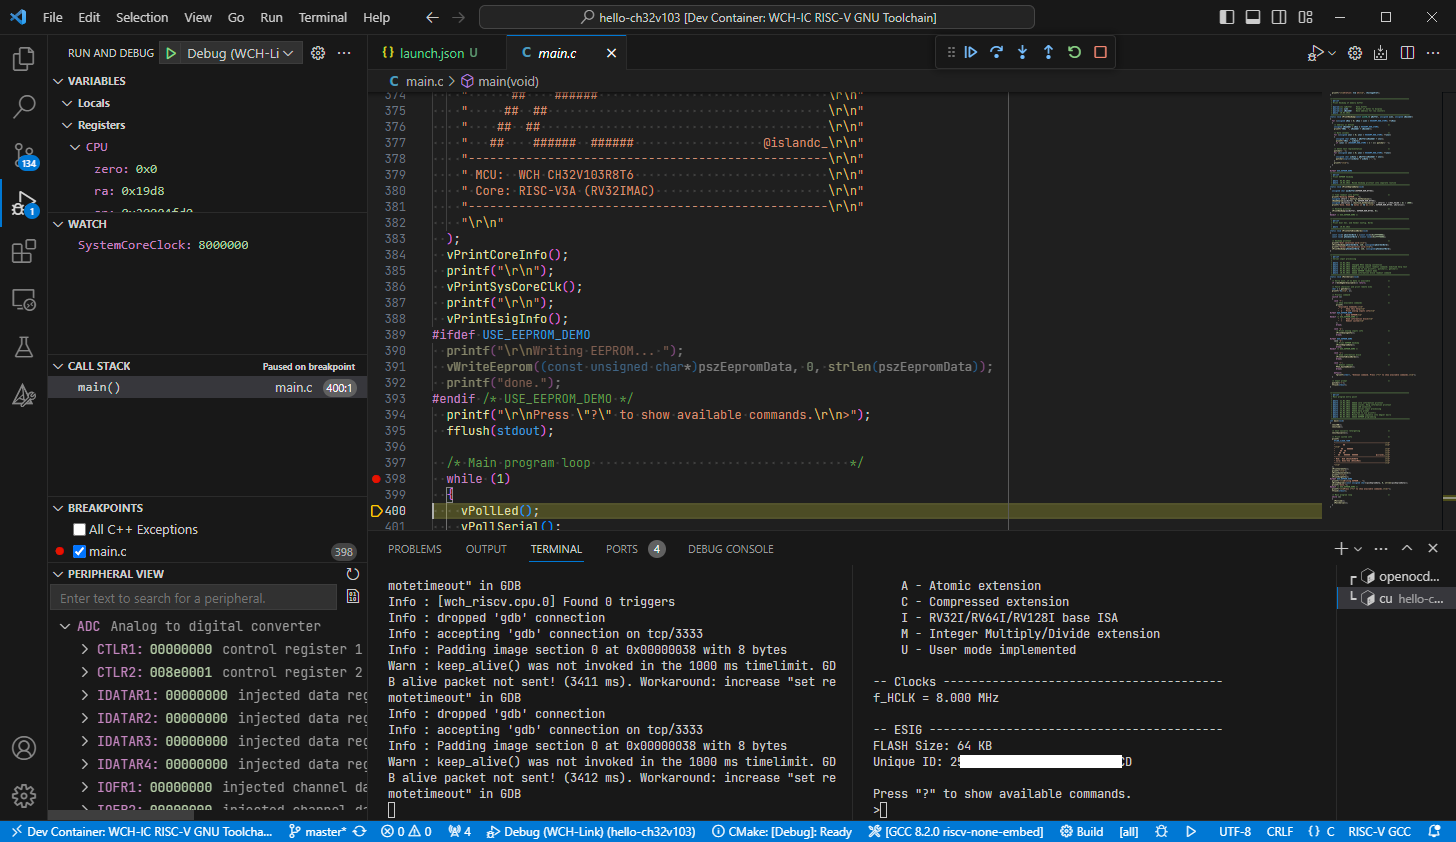 File Edit Selection View Go Run Terminal Help
hello-ch32v103 [Dev Container: WCH-IC RISC-V GNU Toolchain]
RUN AND DEBUG
Debug (WCH-Li
VARIABLES
Locals
Registers
CPU
zero: 0x0
ra: 0x19d8
WATCH
SystemCoreClock: 8000000
CALL STACK Paused on breakpoint
main() main.c 400:1
BREAKPOINTS
All C++ Exceptions
main.c 398
PERIPHERAL VIEW
Enter text to search for a peripheral.
ADC Analog to digital converter
CTLR1: 00000000 control register 1
CTLR2: 008e0001 control register 2
IDATAR1: 00000000 injected data reg
IDATAR2: 00000000 injected data reg
IDATAR3: 00000000 injected data reg
IDATAR4: 00000000 injected data reg
IOFR1: 00000000 injected channel da
IOFR2: 00000000 injected channel da
134
1
launch.json U
main.c
main.c > main(void)
374 " ## ###### \r\n"
375 " ## ## \r\n"
376 " ## ## \r\n"
377 " ## ###### ###### @islandc_\r\n"
378 "--------------------------------------------------\r\n"
379 " MCU: WCH CH32V103R8T6 \r\n"
380 " Core: RISC-V3A (RV32IMAC) \r\n"
381 "--------------------------------------------------\r\n"
382 "\r\n"
383 );
384 vPrintCoreInfo();
385 printf("\r\n");
386 vPrintSysCoreClk();
387 printf("\r\n");
388 vPrintEsigInfo();
389 #ifdef USE_EEPROM_DEMO
390 printf("\r\nWriting EEPROM... ");
391 vWriteEeprom((const unsigned char*)pszEepromData, 0, strlen(pszEepromData));
392 printf("done.");
393 #endif /* USE_EEPROM_DEMO */
394 printf("\r\nPress \"?\" to show available commands.\r\n>");
395 fflush(stdout);
396
397 /* Main program loop */
398 while (1)
399 {
400 vPollLed();
401 vPollSerial();
PROBLEMS OUTPUT TERMINAL PORTS 4 DEBUG CONSOLE
motetimeout" in GDB
Info : [wch_riscv.cpu.0] Found 0 triggers
Info : dropped 'gdb' connection
Info : accepting 'gdb' connection on tcp/3333
Info : Padding image section 0 at 0x00000038 with 8 bytes
Warn : keep_alive() was not invoked in the 1000 ms timelimit. GD
B alive packet not sent! (3411 ms). Workaround: increase "set re
motetimeout" in GDB
Info : dropped 'gdb' connection
Info : accepting 'gdb' connection on tcp/3333
Info : Padding image section 0 at 0x00000038 with 8 bytes
Warn : keep_alive() was not invoked in the 1000 ms timelimit. GD
B alive packet not sent! (3412 ms). Workaround: increase "set re
motetimeout" in GDB
A - Atomic extension
C - Compressed extension
I - RV32I/RV64I/RV128I base ISA
M - Integer Multiply/Divide extension
U - User mode implemented
-- Clocks -----------------------------------------
f_HCLK = 8.000 MHz
-- ESIG -------------------------------------------
FLASH Size: 64 KB
Unique ID:
Press "?" to show available commands.
>
openocd...
cu hello-c...
Dev Container: WCH-IC RISC-V GNU Toolcha... master* 0 0 4 Debug (WCH-Link) (hello-ch32v103) CMake: [Debug]: Ready [GCC 8.2.0 riscv-none-embed] Build [all] UTF-8 CRLF {} C RISC-V GCC